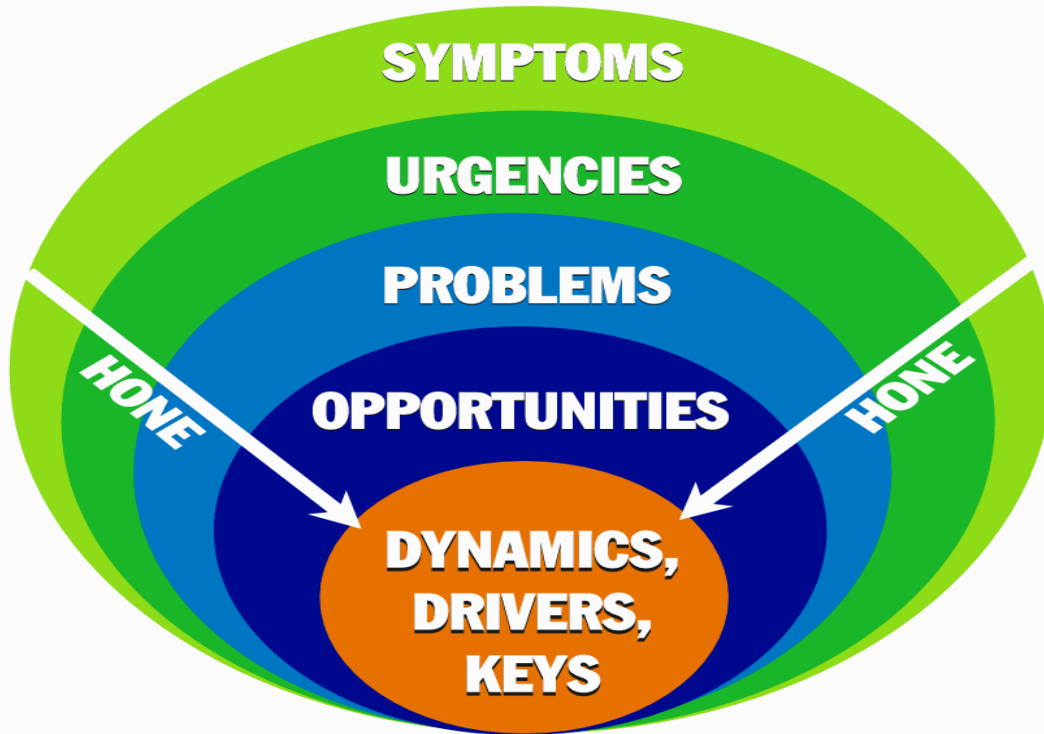 SYMPTOMS
URGENCIES
PROBLEMS
HONE
HONE
OPPORTUNITIES
DYNAMICS,
DRIVERS,
KEYS